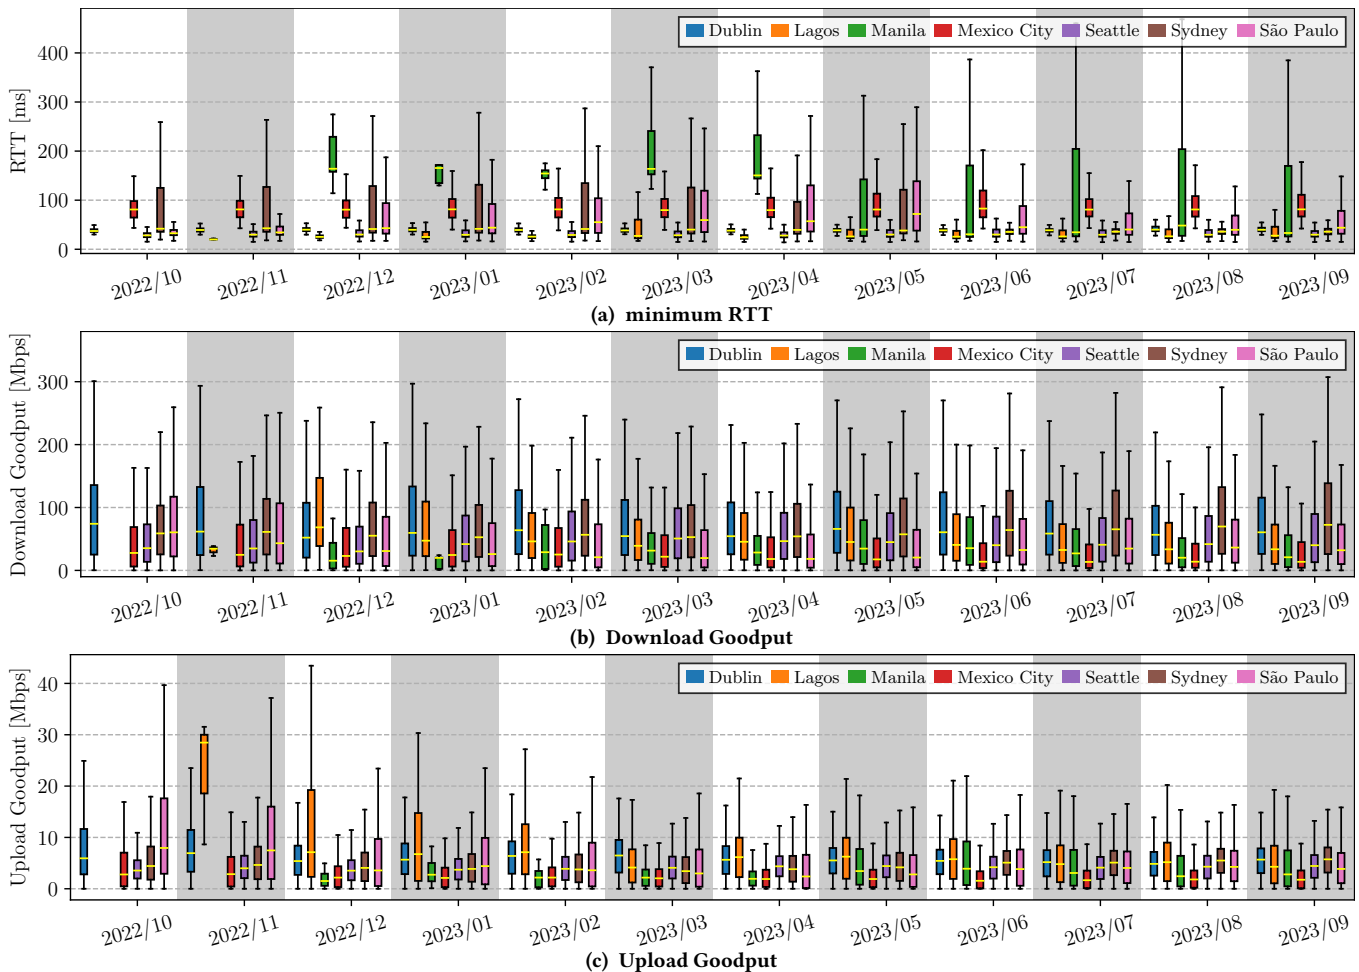 RTT [ms]
400
300
200
100
0
Dublin Lagos Manila Mexico City Seattle Sydney São Paulo
2022/10 2022/11 2022/12 2023/01 2023/02 2023/03 2023/04 2023/05 2023/06 2023/07 2023/08 2023/09
(a) minimum RTT
Download Goodput [Mbps]
300
200
100
0
Dublin Lagos Manila Mexico City Seattle Sydney São Paulo
2022/10 2022/11 2022/12 2023/01 2023/02 2023/03 2023/04 2023/05 2023/06 2023/07 2023/08 2023/09
(b) Download Goodput
Upload Goodput [Mbps]
40
30
20
10
0
Dublin Lagos Manila Mexico City Seattle Sydney São Paulo
2022/10 2022/11 2022/12 2023/01 2023/02 2023/03 2023/04 2023/05 2023/06 2023/07 2023/08 2023/09
(c) Upload Goodput